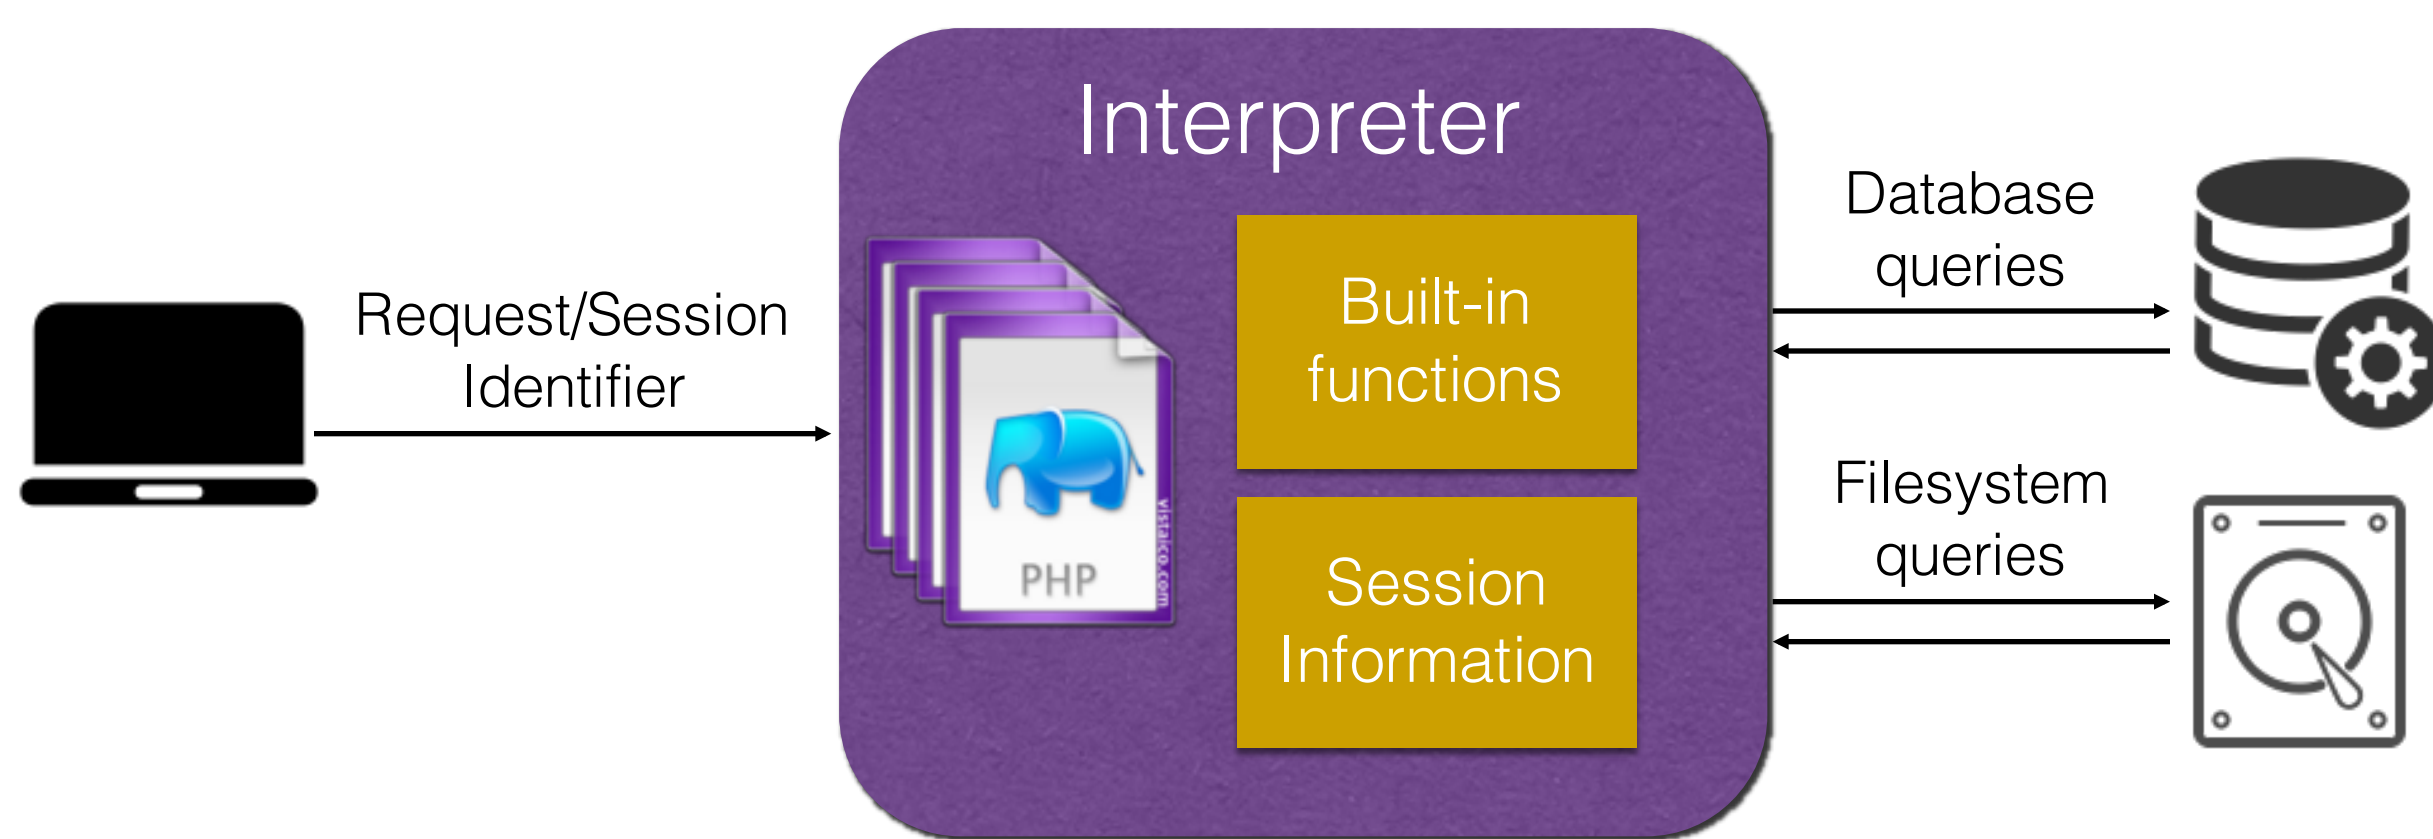 Interpreter
Request/Session
Identifier
PHP
vistaico.com
Built-in
functions
Session
Information
Database
queries
Filesystem
queries